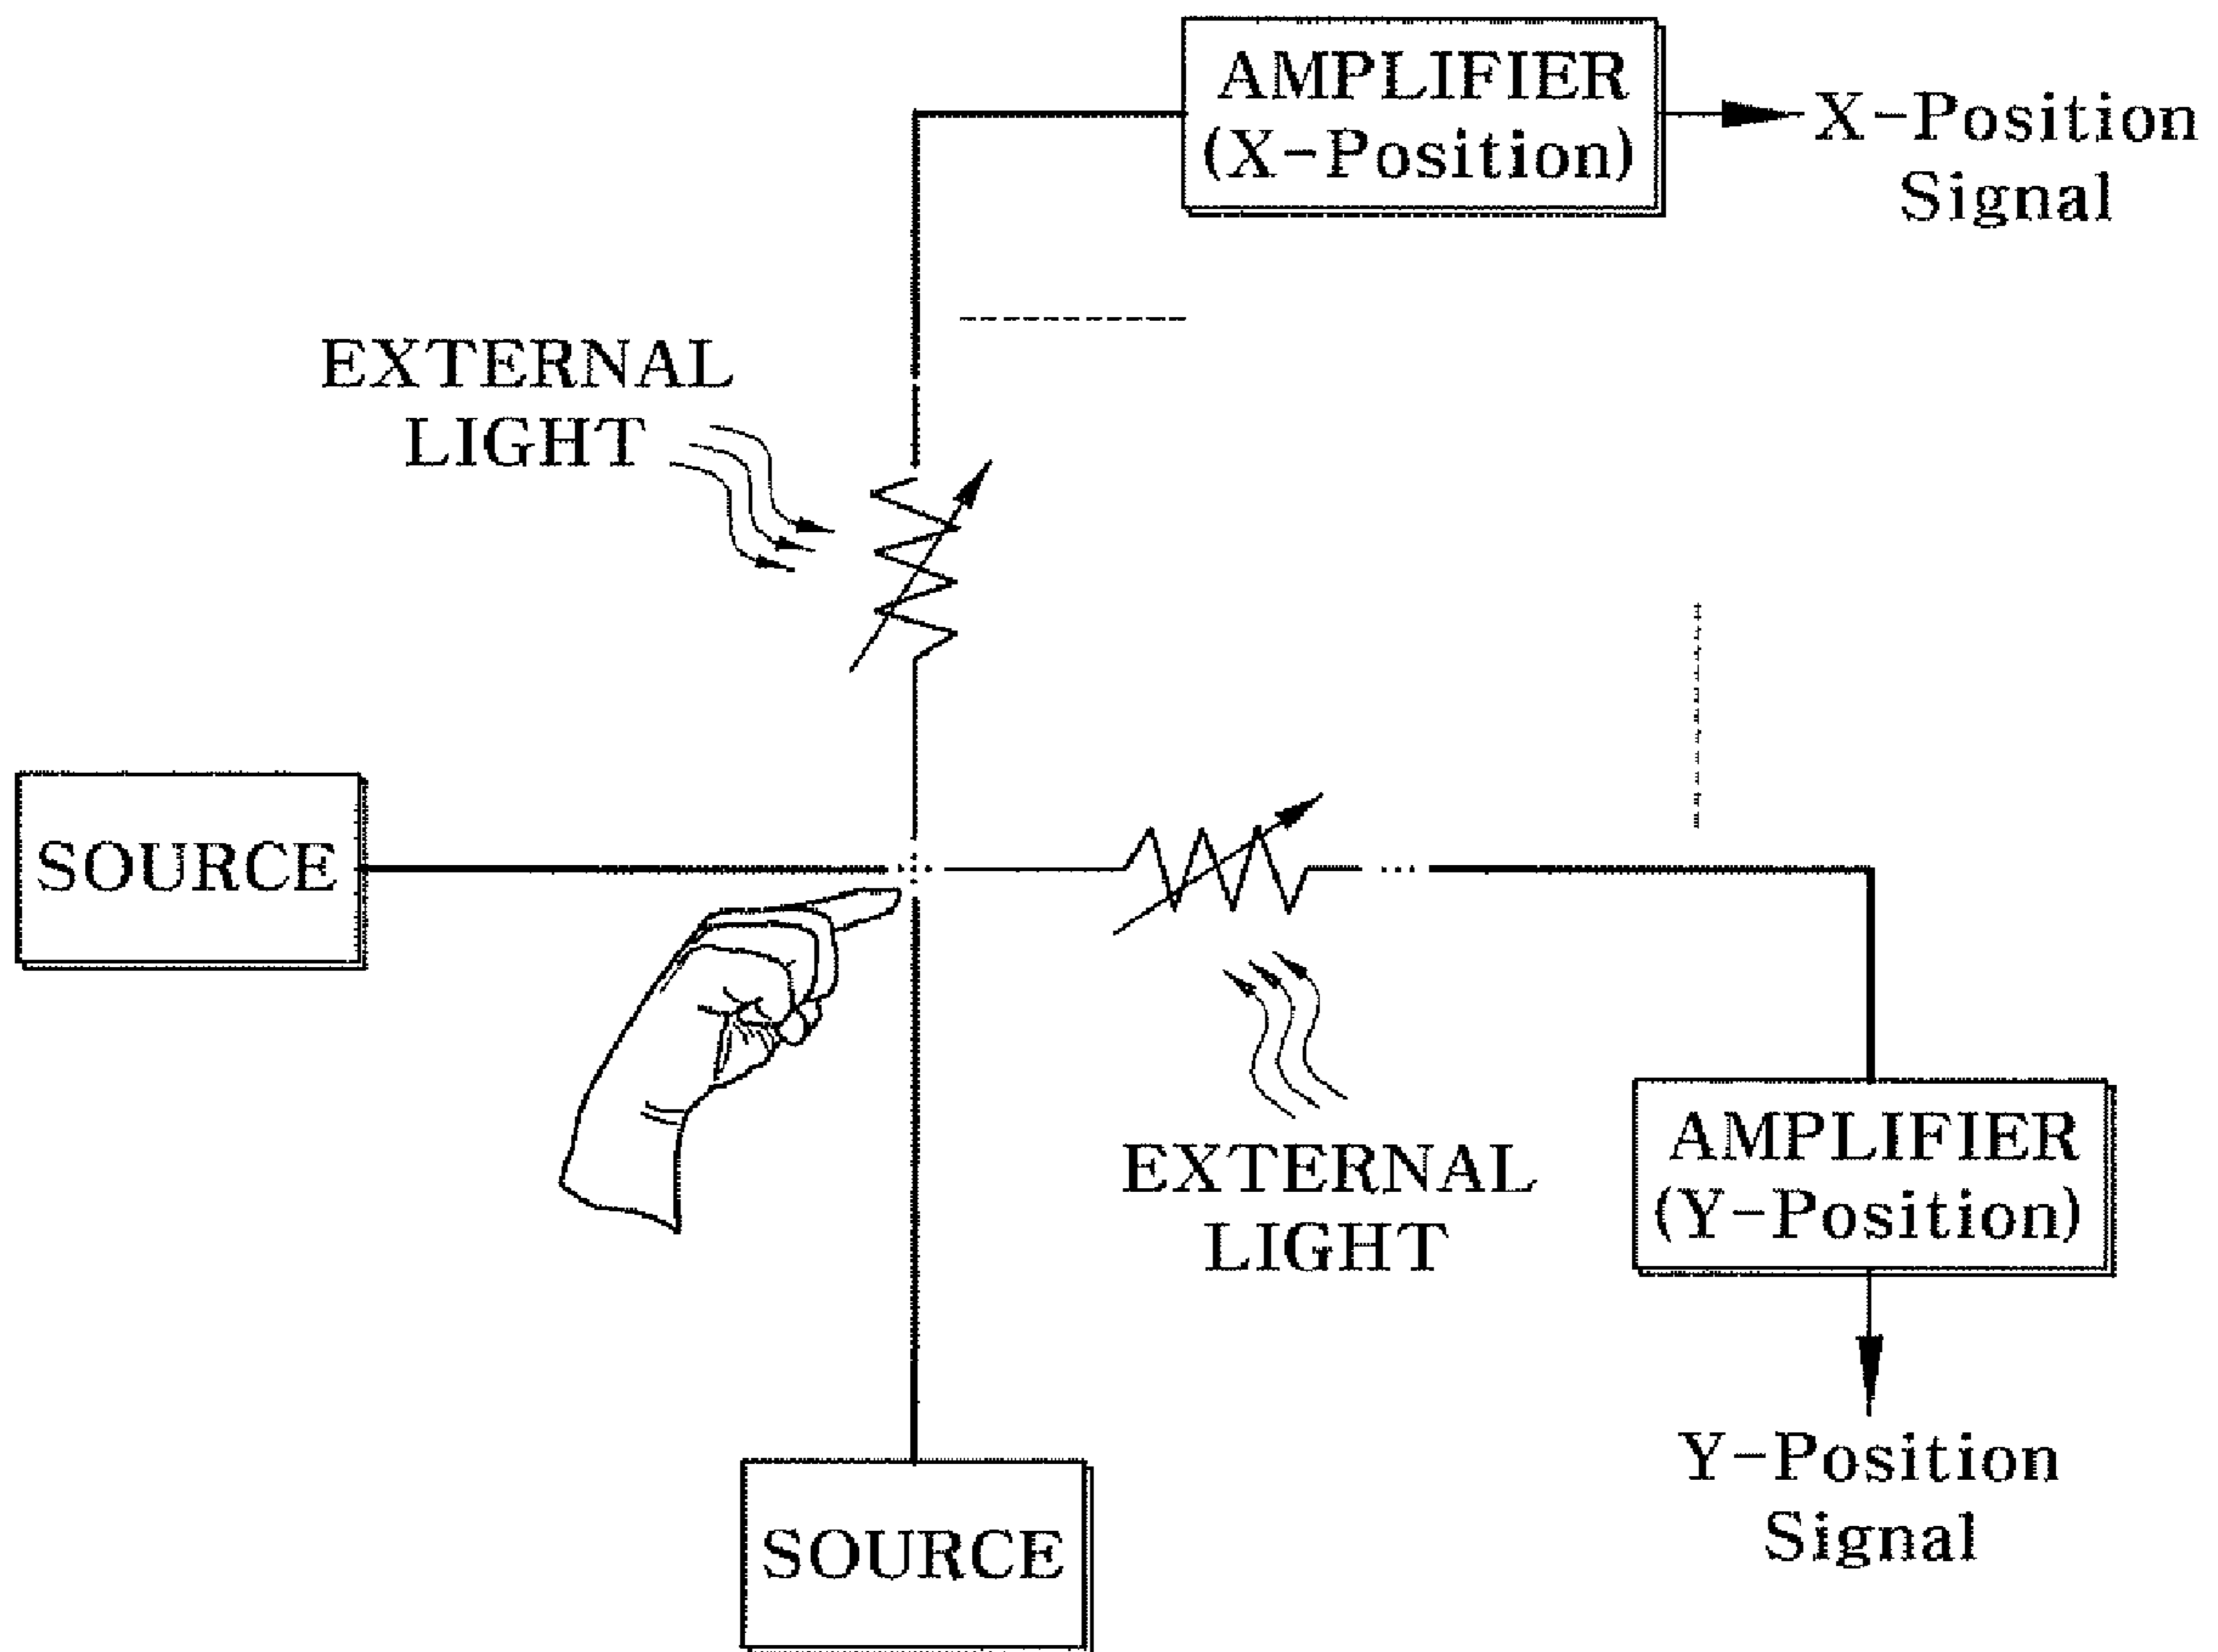 AMPLIFIER
(X-Position)
X-Position
Signal
EXTERNAL
LIGHT
SOURCE
EXTERNAL
LIGHT
AMPLIFIER
(Y-Position)
Y-Position
Signal
SOURCE